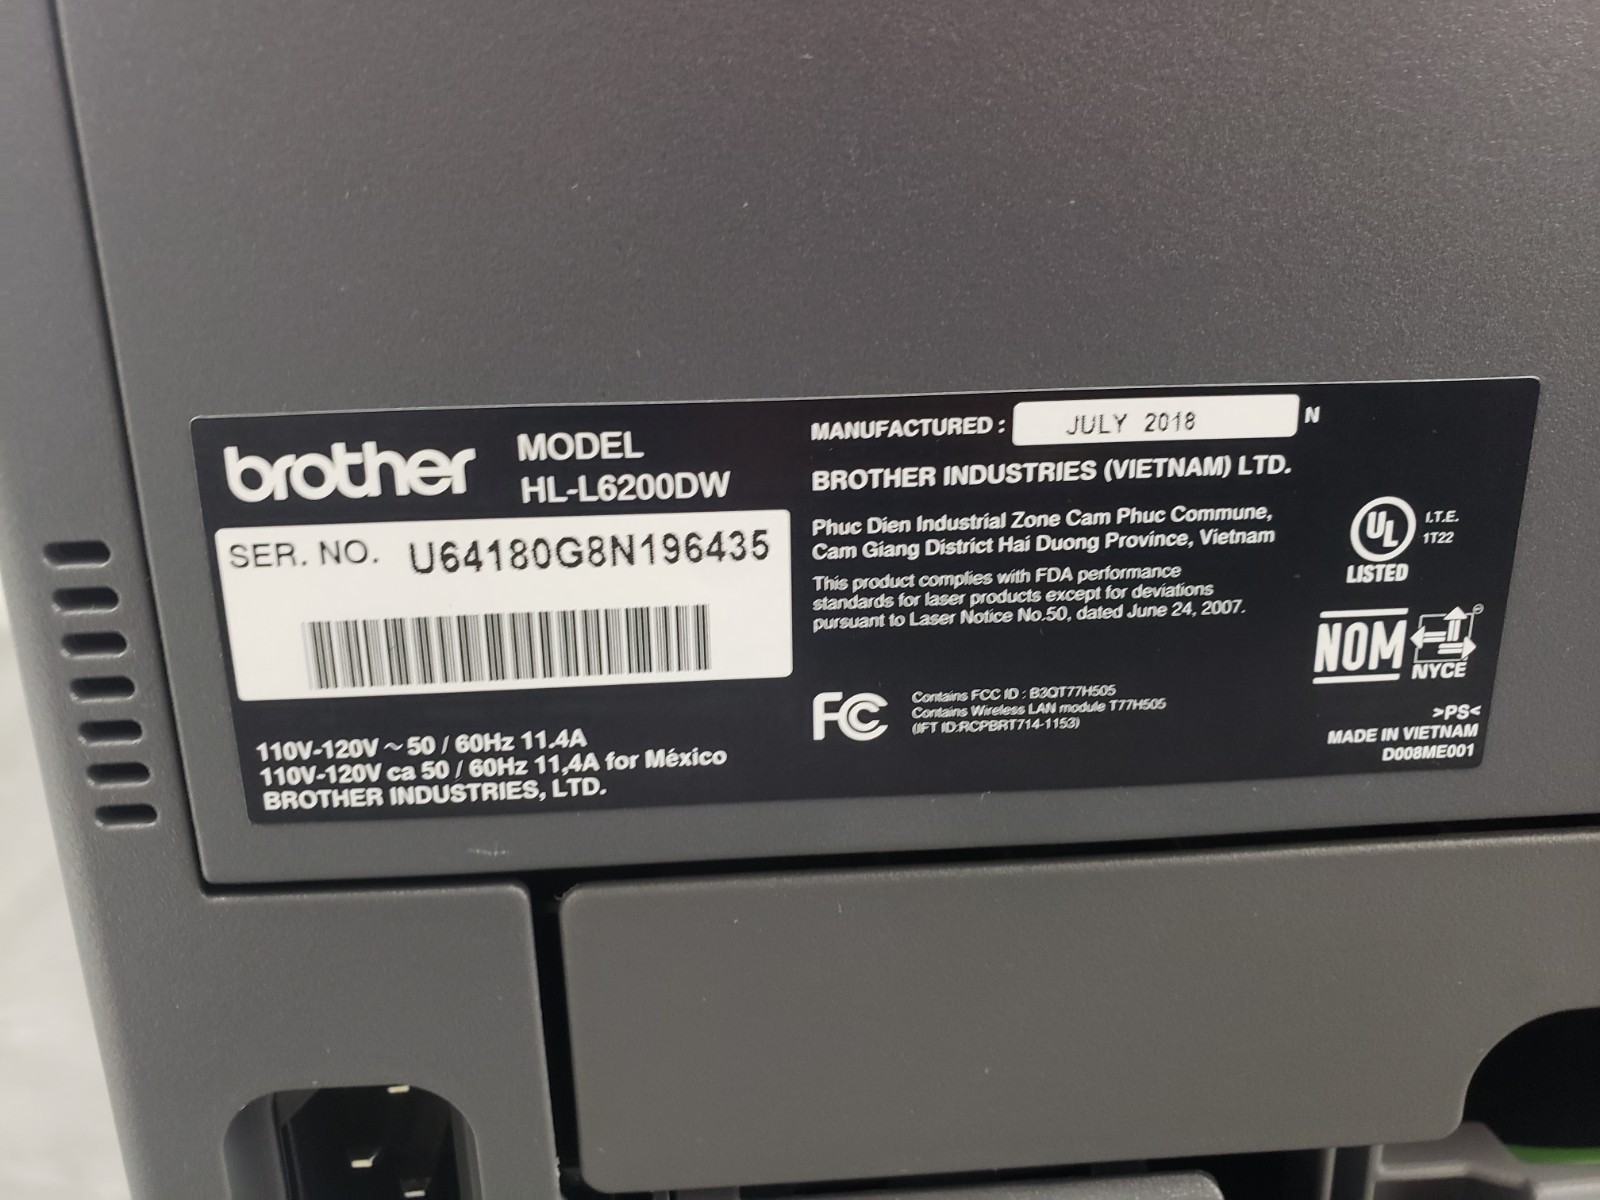 brother
MODEL
HL-L6200DW
SER. NO. U64180G8N196435
110V-120V ~ 50 / 60Hz 11.4A
110V-120V ca 50 / 60Hz 11,4A for México
BROTHER INDUSTRIES, LTD.
MANUFACTURED : JULY 2018 N
BROTHER INDUSTRIES (VIETNAM) LTD.
Phuc Dien Industrial Zone Cam Phuc Commune,
Cam Giang District Hai Duong Province, Vietnam
This product complies with FDA performance
standards for laser products except for deviations
pursuant to Laser Notice No.50, dated June 24, 2007.
FC
Contains FCC ID : B3QT77H505
Contains Wireless LAN module T77H505
(IFT ID:RCPBRT714-1153)
UL
LISTED
I.T.E.
1T22
NOM
NYCE
>PS<
MADE IN VIETNAM
D008ME001